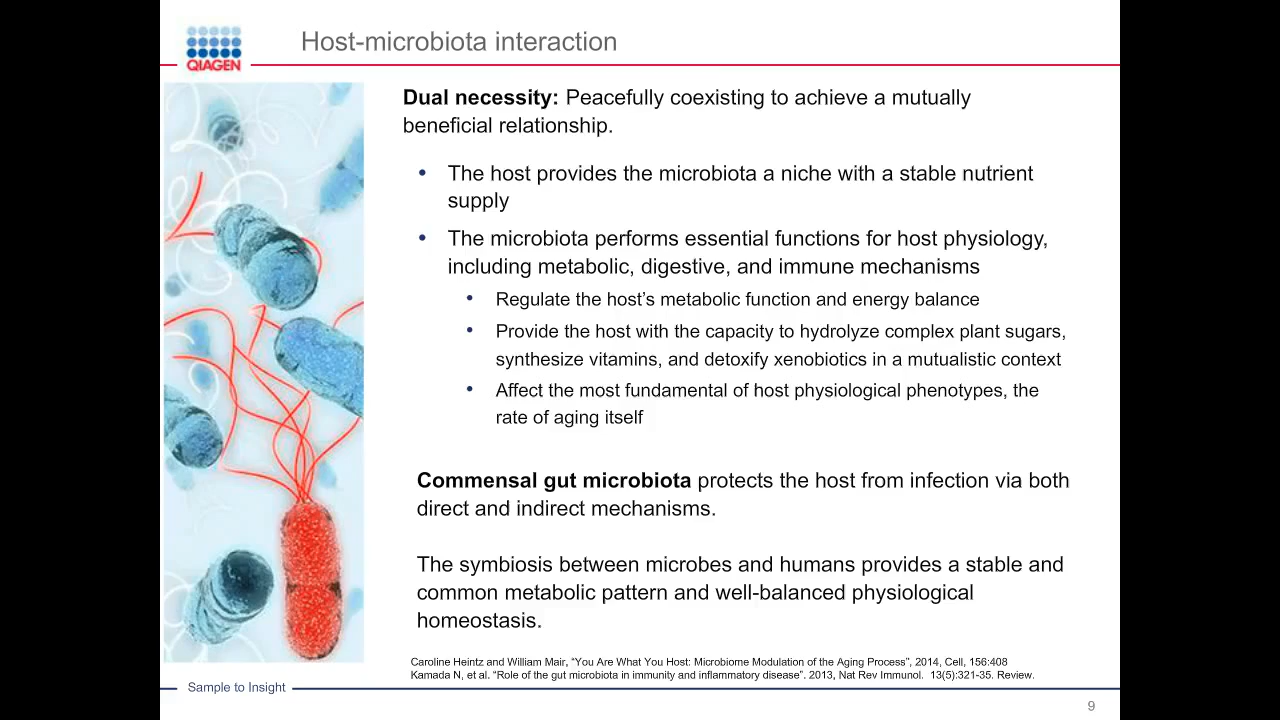 Host-microbiota interaction
QIAGEN
Dual necessity: Peacefully coexisting to achieve a mutually
beneficial relationship.
• The host provides the microbiota a niche with a stable nutrient
supply
• The microbiota performs essential functions for host physiology,
including metabolic, digestive, and immune mechanisms
• Regulate the host’s metabolic function and energy balance
• Provide the host with the capacity to hydrolyze complex plant sugars,
synthesize vitamins, and detoxify xenobiotics in a mutualistic context
• Affect the most fundamental of host physiological phenotypes, the
rate of aging itself
Commensal gut microbiota protects the host from infection via both
direct and indirect mechanisms.
The symbiosis between microbes and humans provides a stable and
common metabolic pattern and well-balanced physiological
homeostasis.
Caroline Heintz and William Mair, “You Are What You Host: Microbiome Modulation of the Aging Process”, 2014, Cell, 156:408
Kamada N, et al. “Role of the gut microbiota in immunity and inflammatory disease”. 2013, Nat Rev Immunol. 13(5):321-35. Review.
Sample to Insight
9